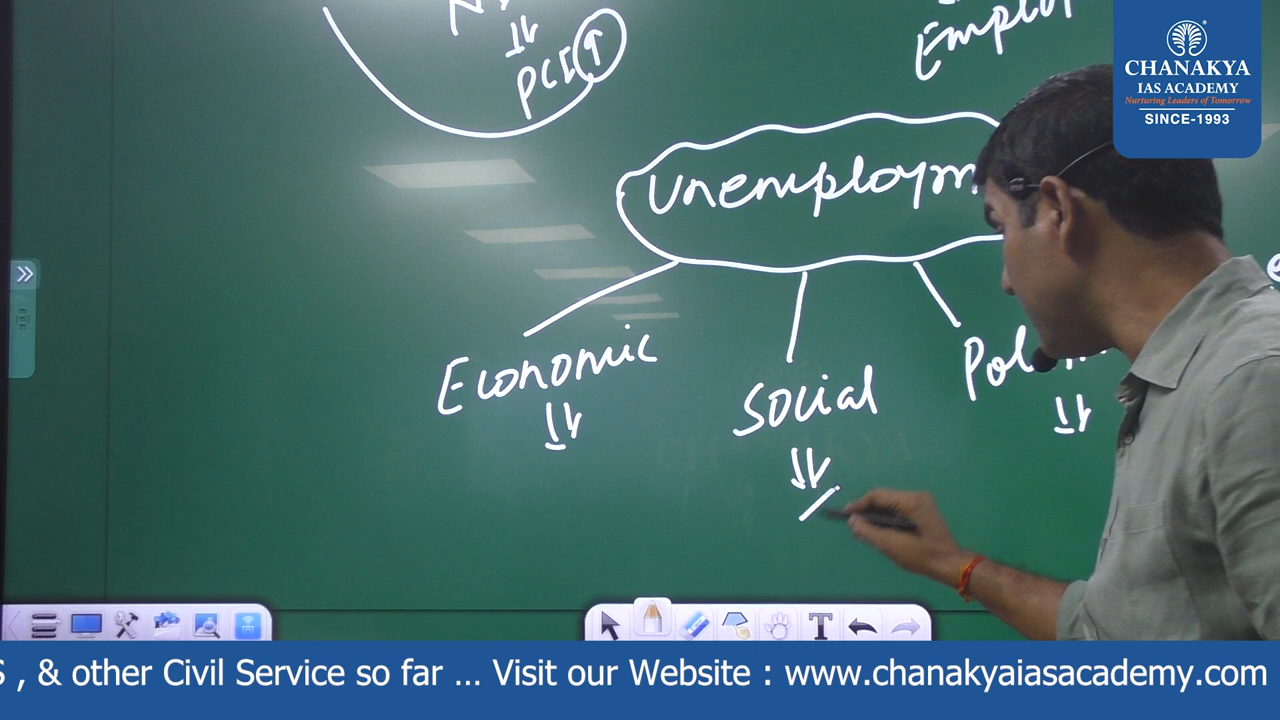 PCI↑
Emplo
CHANAKYA
IAS ACADEMY
Nurturing Leaders of Tomorrow
SINCE-1993
Unemploym
Economic
Social
Pol
T
S , & other Civil Service so far ... Visit our Website : www.chanakyaiasacademy.com